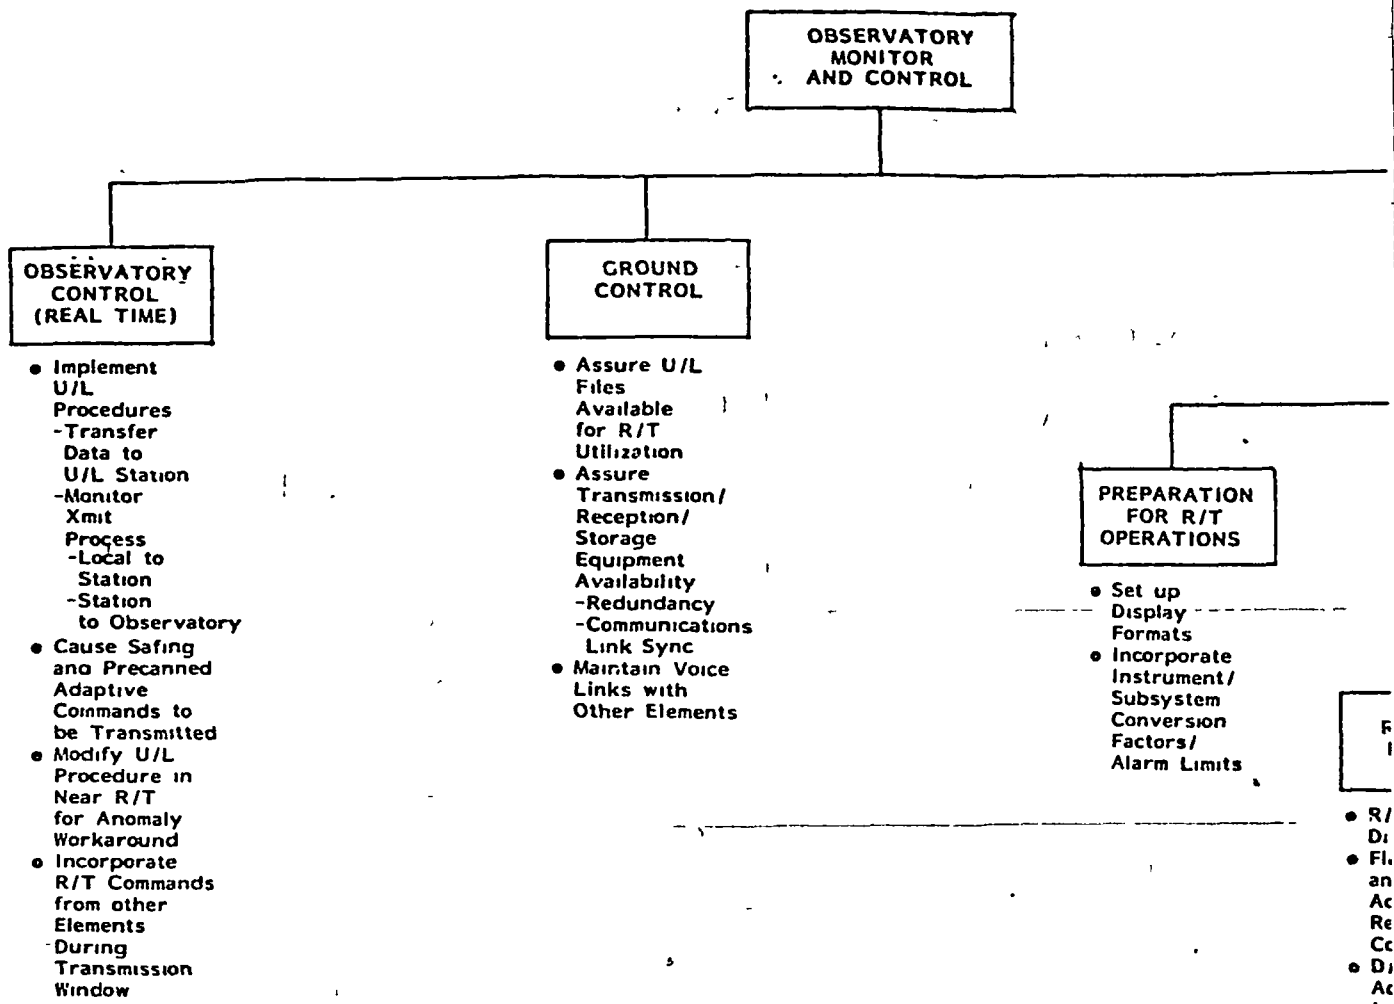 OBSERVATORY
MONITOR
AND CONTROL
OBSERVATORY
CONTROL
(REAL TIME)
• Implement
U/L
Procedures
-Transfer
Data to
U/L Station
-Monitor
Xmit
Process
-Local to
Station
-Station
to Observatory
• Cause Safing
and Precanned
Adaptive
Commands to
be Transmitted
• Modify U/L
Procedure in
Near R/T
for Anomaly
Workaround
• Incorporate
R/T Commands
from other
Elements
During
Transmission
Window
GROUND
CONTROL
• Assure U/L
Files
Available
for R/T
Utilization
• Assure
Transmission/
Reception/
Storage
Equipment
Availability
-Redundancy
-Communications
Link Sync
• Maintain Voice
Links with
Other Elements
PREPARATION
FOR R/T
OPERATIONS
• Set up
Display
Formats
• Incorporate
Instrument/
Subsystem
Conversion
Factors/
Alarm Limits
• R/
an